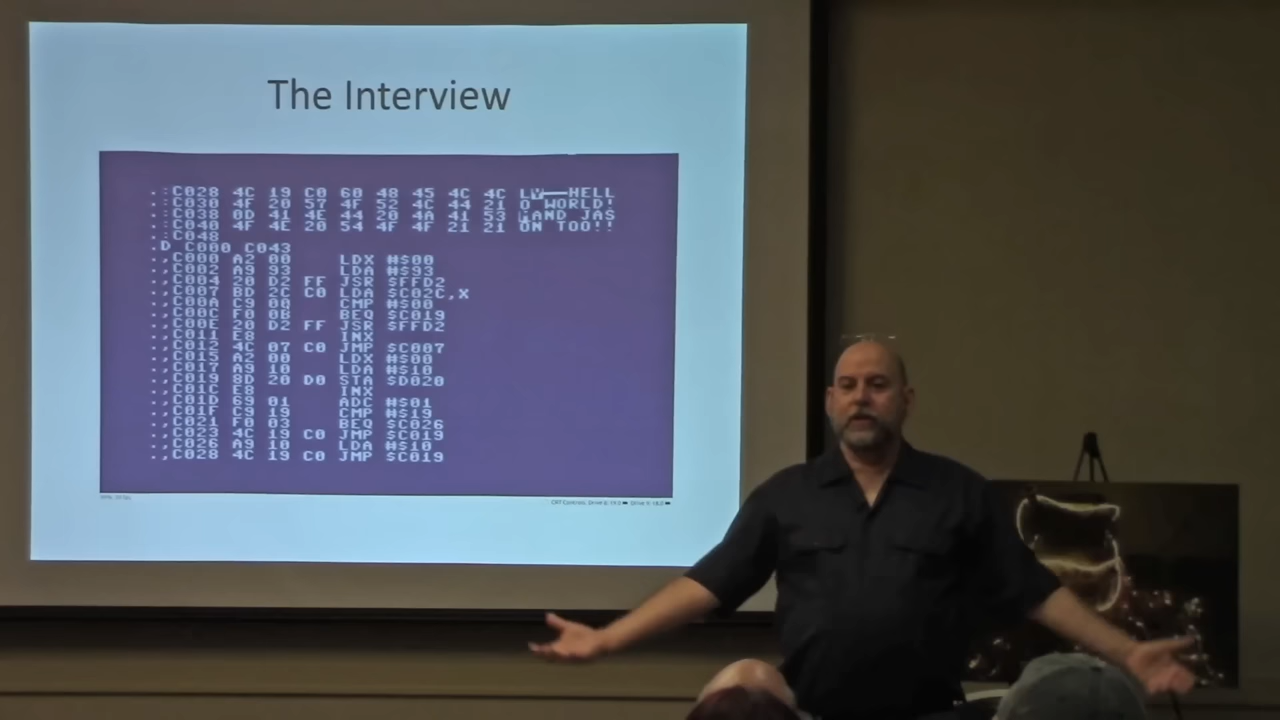 The Interview
.:C028 4C 19 C0 60 48 45 4C 4C L HELL
.:C030 4F 20 57 4F 52 4C 44 21 O WORLD!
.:C038 0D 41 4E 44 20 4A 41 53 AND JAS
.:C040 4F 4E 20 54 4F 4F 21 21 ON TOO!!
.:C048
.D C000 C043
.,C000 A2 00 LDX #$00
.,C002 A9 93 LDA #$93
.,C004 20 D2 FF JSR $FFD2
.,C007 BD 2C C0 LDA $C02C,X
.,C00A C9 00 CMP #$00
.,C00C F0 0B BEQ $C019
.,C00E 20 D2 FF JSR $FFD2
.,C011 E8 INX
.,C012 4C 07 C0 JMP $C007
.,C015 A2 00 LDX #$00
.,C017 A9 10 LDA #$10
.,C019 8D 20 D0 STA $D020
.,C01C E8 INX
.,C01D 69 01 ADC #$01
.,C01F C9 19 CMP #$19
.,C021 F0 03 BEQ $C026
.,C023 4C 19 C0 JMP $C019
.,C026 A9 10 LDA #$10
.,C028 4C 19 C0 JMP $C019